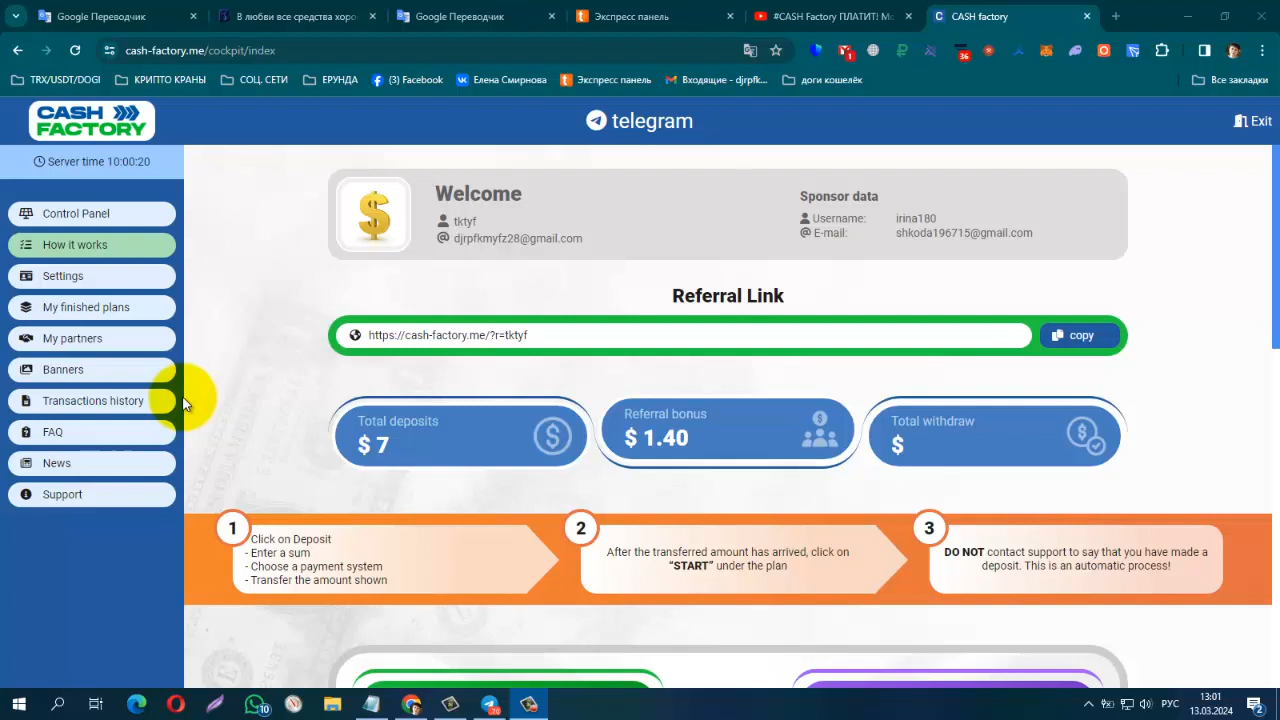 Google Переводчик
В любви все средства хоро
Google Переводчик
Экспресс панель
#CASH Factory ПЛАТИТ! Мо
CASH factory
cash-factory.me/cockpit/index
1
36
TRX/USDT/DOGI
КРИПТО КРАНЫ
СОЦ. СЕТИ
ЕРУНДА
(3) Facebook
Елена Смирнова
Экспресс панель
Входящие - djrpfk...
доги кошелёк
Все закладки
CASH
FACTORY
telegram
Exit
Server time 10:00:20
Control Panel
How it works
Settings
My finished plans
My partners
Banners
Transactions history
FAQ
News
Support
Welcome
tktyf
djrpfkmyfz28@gmail.com
Sponsor data
Username: irina180
E-mail: shkoda196715@gmail.com
Referral Link
https://cash-factory.me/?r=tktyf
copy
Total deposits
$ 7
Referral bonus
$ 1.40
Total withdraw
$
1
Click on Deposit
- Enter a sum
- Choose a payment system
- Transfer the amount shown
2
After the transferred amount has arrived, click on
“START” under the plan
3
DO NOT contact support to say that you have made a
deposit. This is an automatic process!
10
РУС
13:01
13.03.2024
2